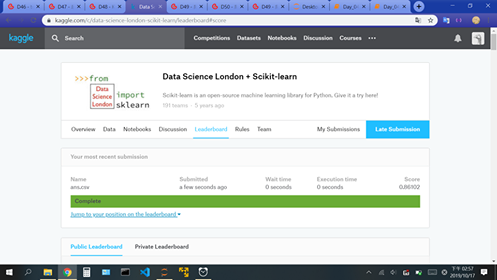 D46 -
D47 -
D48 -
Data S
D49 -
D50 -
D49 -
Deskto
Day_0
Day_0
kaggle.com/c/data-science-london-scikit-learn/leaderboard#score
kaggle
Search
Competitions Datasets Notebooks Discussion Courses
>>>from
Data Science London
import
sklearn
Data Science London + Scikit-learn
Scikit-learn is an open-source machine learning library for Python. Give it a try here!
191 teams · 5 years ago
Overview Data Notebooks Discussion Leaderboard Rules Team My Submissions Late Submission
Your most recent submission
Name Submitted Wait time Execution time Score
ans.csv a few seconds ago 0 seconds 0 seconds 0.86102
Complete
Jump to your position on the leaderboard
Public Leaderboard Private Leaderboard
下午 02:57
2019/10/17